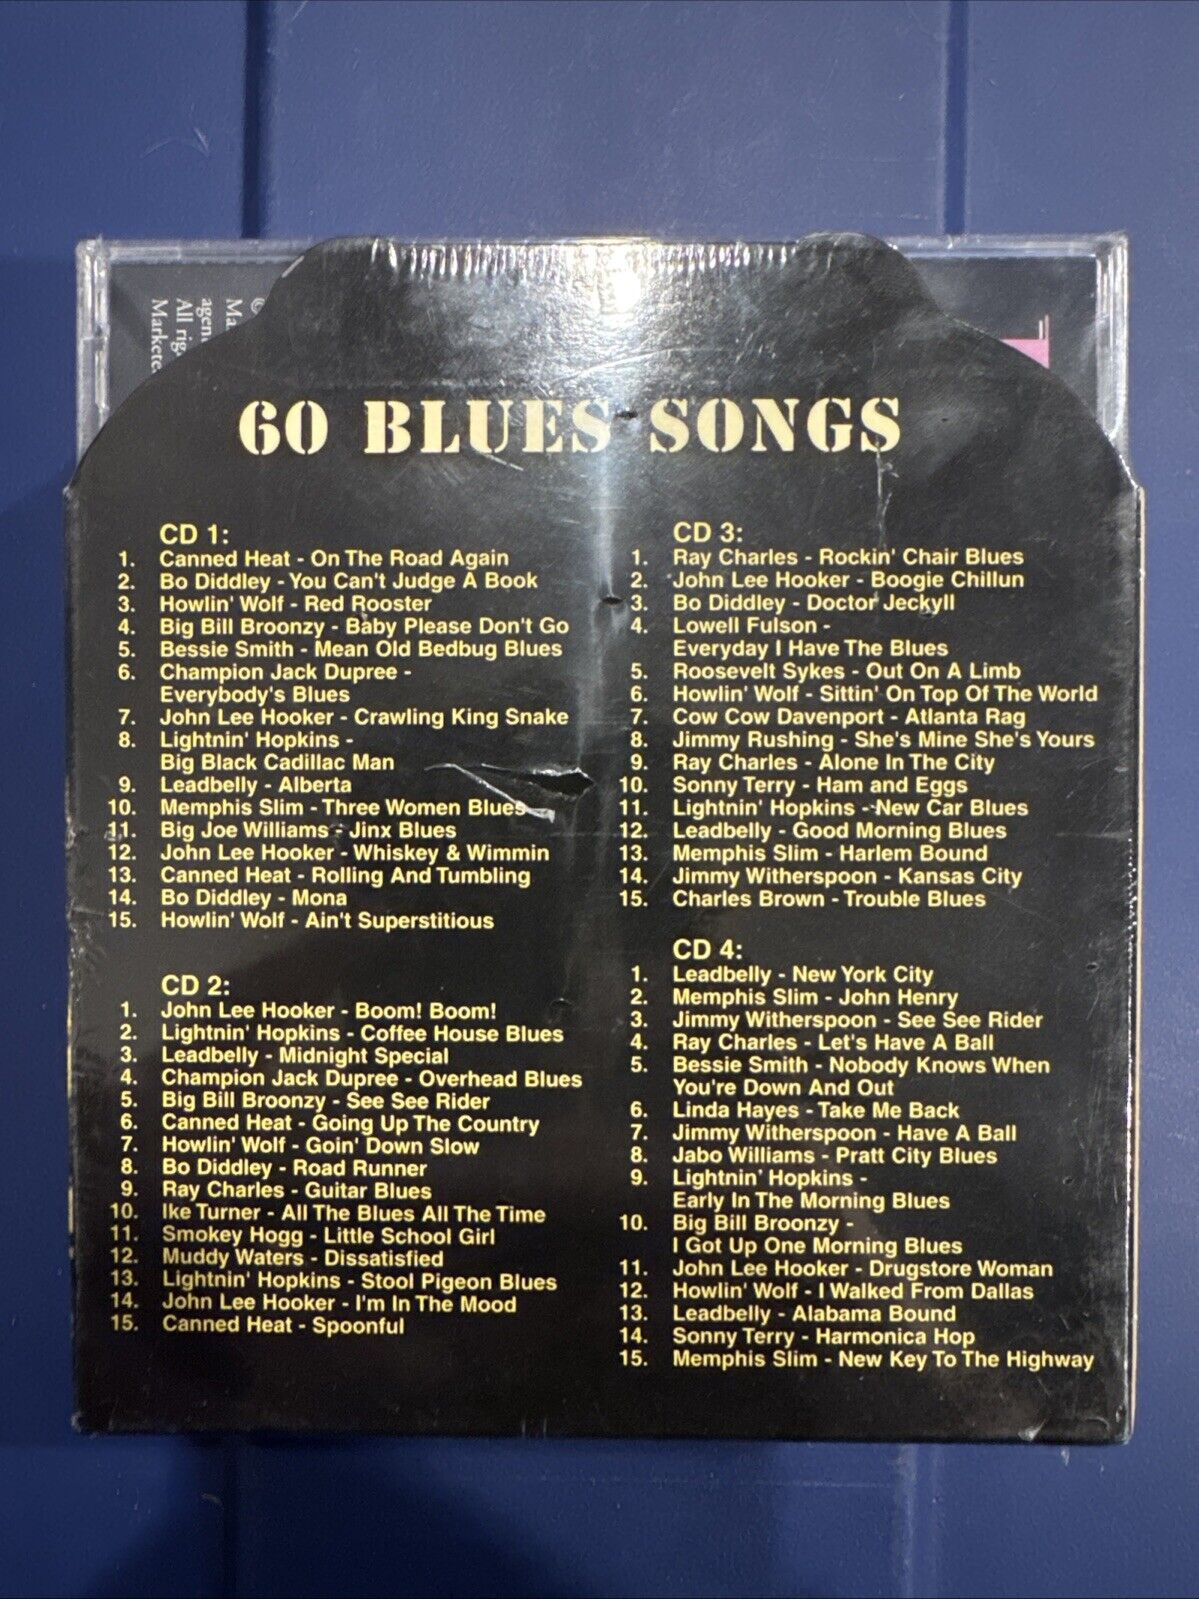 ©
Ma
agen
All rig
Markete
60 BLUES SONGS
CD 1:
1. Canned Heat - On The Road Again
2. Bo Diddley - You Can't Judge A Book
3. Howlin' Wolf - Red Rooster
4. Big Bill Broonzy - Baby Please Don't Go
5. Bessie Smith - Mean Old Bedbug Blues
6. Champion Jack Dupree -
Everybody's Blues
7. John Lee Hooker - Crawling King Snake
8. Lightnin' Hopkins -
Big Black Cadillac Man
9. Leadbelly - Alberta
10. Memphis Slim - Three Women Blues
11. Big Joe Williams - Jinx Blues
12. John Lee Hooker - Whiskey & Wimmin
13. Canned Heat - Rolling And Tumbling
14. Bo Diddley - Mona
15. Howlin' Wolf - Ain't Superstitious
CD 2:
1. John Lee Hooker - Boom! Boom!
2. Lightnin' Hopkins - Coffee House Blues
3. Leadbelly - Midnight Special
4. Champion Jack Dupree - Overhead Blues
5. Big Bill Broonzy - See See Rider
6. Canned Heat - Going Up The Country
7. Howlin' Wolf - Goin' Down Slow
8. Bo Diddley - Road Runner
9. Ray Charles - Guitar Blues
10. Ike Turner - All The Blues All The Time
11. Smokey Hogg - Little School Girl
12. Muddy Waters - Dissatisfied
13. Lightnin' Hopkins - Stool Pigeon Blues
14. John Lee Hooker - I'm In The Mood
15. Canned Heat - Spoonful
CD 3:
1. Ray Charles - Rockin' Chair Blues
2. John Lee Hooker - Boogie Chillun
3. Bo Diddley - Doctor Jeckyll
4. Lowell Fulson -
Everyday I Have The Blues
5. Roosevelt Sykes - Out On A Limb
6. Howlin' Wolf - Sittin' On Top Of The World
7. Cow Cow Davenport - Atlanta Rag
8. Jimmy Rushing - She's Mine She's Yours
9. Ray Charles - Alone In The City
10. Sonny Terry - Ham and Eggs
11. Lightnin' Hopkins - New Car Blues
12. Leadbelly - Good Morning Blues
13. Memphis Slim - Harlem Bound
14. Jimmy Witherspoon - Kansas City
15. Charles Brown - Trouble Blues
CD 4:
1. Leadbelly - New York City
2. Memphis Slim - John Henry
3. Jimmy Witherspoon - See See Rider
4. Ray Charles - Let's Have A Ball
5. Bessie Smith - Nobody Knows When
You're Down And Out
6. Linda Hayes - Take Me Back
7. Jimmy Witherspoon - Have A Ball
8. Jabo Williams - Pratt City Blues
9. Lightnin' Hopkins -
Early In The Morning Blues
10. Big Bill Broonzy -
I Got Up One Morning Blues
11. John Lee Hooker - Drugstore Woman
12. Howlin' Wolf - I Walked From Dallas
13. Leadbelly - Alabama Bound
14. Sonny Terry - Harmonica Hop
15. Memphis Slim - New Key To The Highway